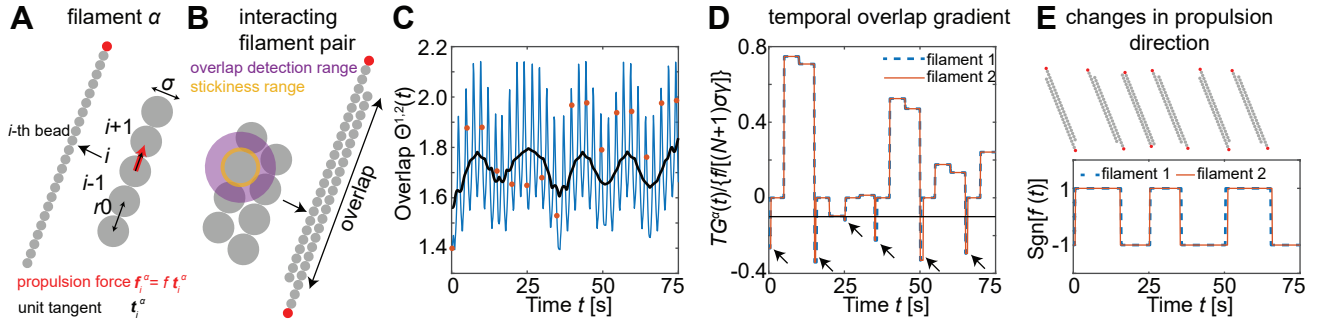 A
filament α
σ
i-th bead
i+1
i
i-1
r0
propulsion force f_i^α = f t_i^α
unit tangent t_i^α
B
interacting
filament pair
overlap detection range
stickiness range
overlap
C
2.2
2.0
1.8
1.6
1.4
Overlap Θ^1,2(t)
0
25
50
75
Time t [s]
D
temporal overlap gradient
filament 1
filament 2
0.8
0.4
0
-0.4
TG^α(t)/{f/[(N+1)σγ]}
0
25
50
75
Time t [s]
E
changes in propulsion
direction
filament 1
filament 2
1
-1
Sgn[f (t)]
0
25
50
75
Time t [s]